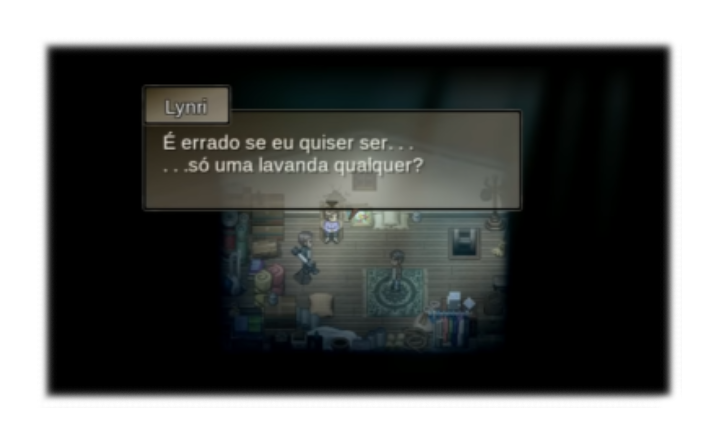 Lynri
É errado se eu quiser ser. . .
. . .só uma lavanda qualquer?